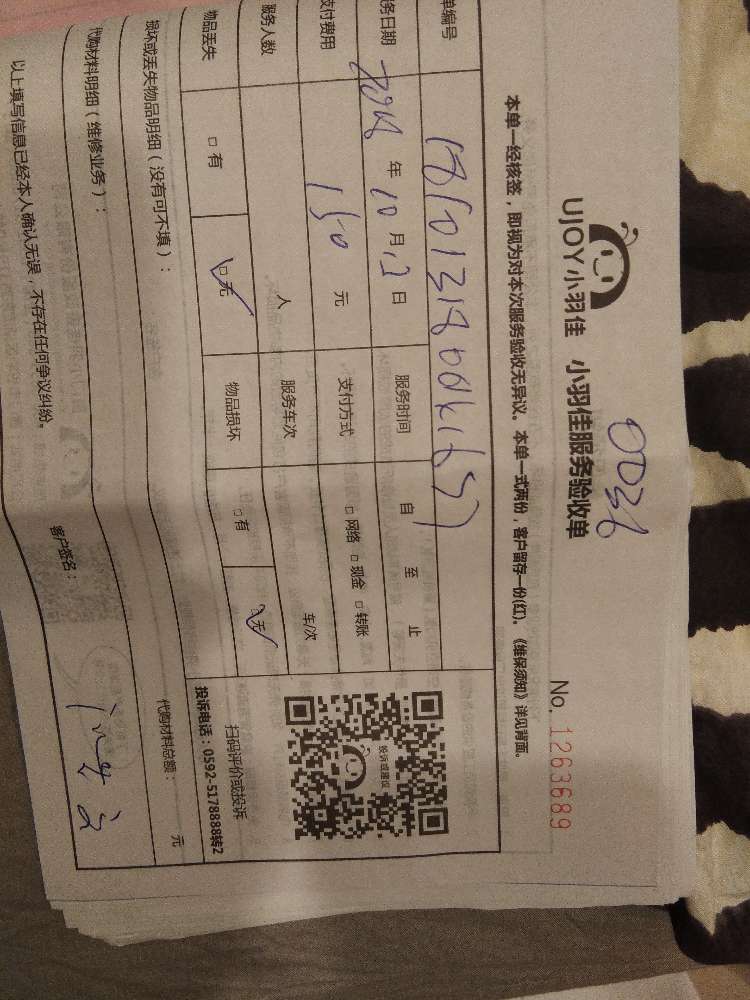 0036
UJOY小羽佳 小羽佳服务验收单
No. 1263689
本单一经核签，即视为对本次服务验收无异议。本单一式两份，客户留存一份(红)。《维保须知》详见背面。
单编号
务日期 2018 年 10 月 12 日 服务时间 自 至 止
支付费用 150 元 支付方式 □ 网络 □ 现金 □ 转账
服务人数 人 服务车次 车/次
物品丢失 □ 有 ☑ 无 物品损坏 □ 有 ☑ 无
投诉或建议
扫码评价或投诉
投诉电话：0592-5178888转2
损坏或丢失物品明细（没有可不填）：
代购材料明细（维修业务）：
代购材料总额： 元
以上填写信息已经本人确认无误，不存在任何争议纠纷。
客户签名：